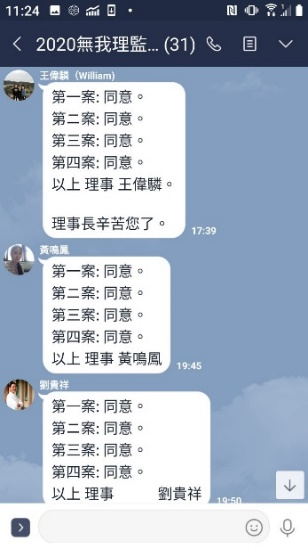 11:24
2020無我理監... (31)
王偉驎（William）
第一案: 同意。
第二案: 同意。
第三案: 同意。
第四案: 同意。
以上 理事 王偉驎。
理事長辛苦您了。
17:39
黃鳴鳳
第一案: 同意。
第二案: 同意。
第三案: 同意。
第四案: 同意。
以上 理事 黃鳴鳳
19:45
劉貴祥
第一案: 同意。
第二案: 同意。
第三案: 同意。
第四案: 同意。
以上 理事 劉貴祥
19:50